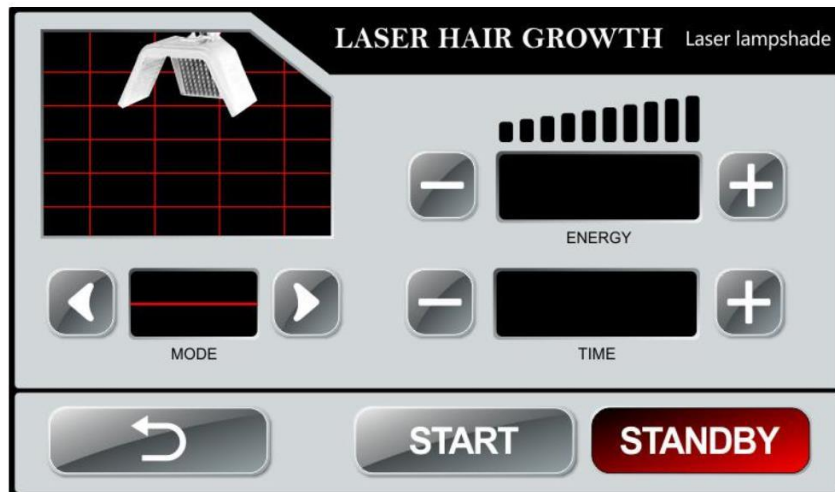 LASER HAIR GROWTH Laser lampshade
ENERGY
MODE
TIME
START
STANDBY